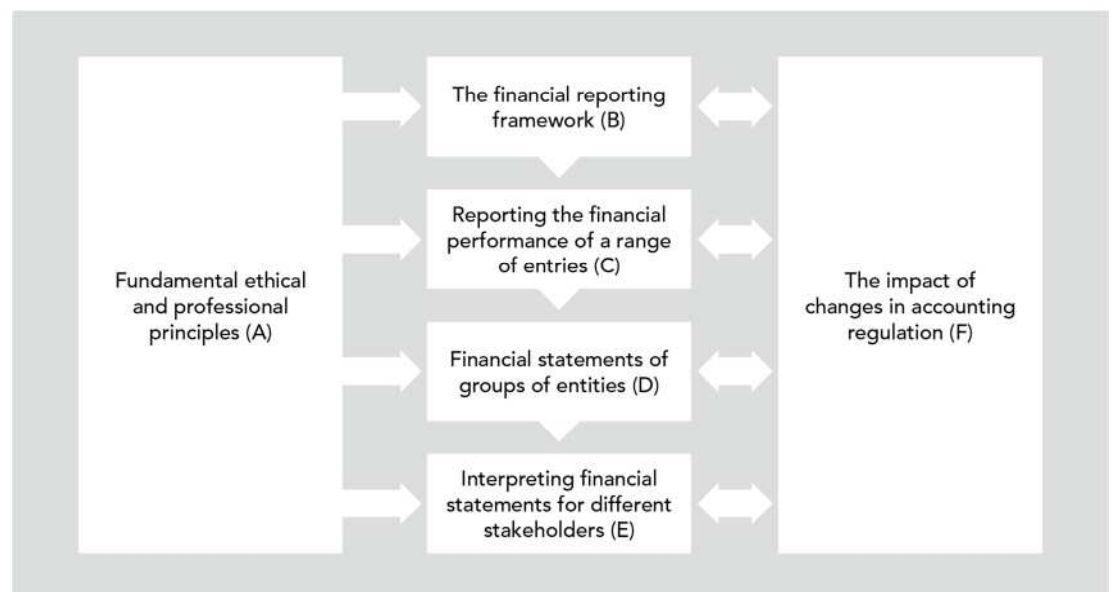 Fundamental ethical
and professional
principles (A)
The financial reporting
framework (B)
Reporting the financial
performance of a range
of entries (C)
Financial statements of
groups of entities (D)
Interpreting financial
statements for different
stakeholders (E)
The impact of
changes in accounting
regulation (F)